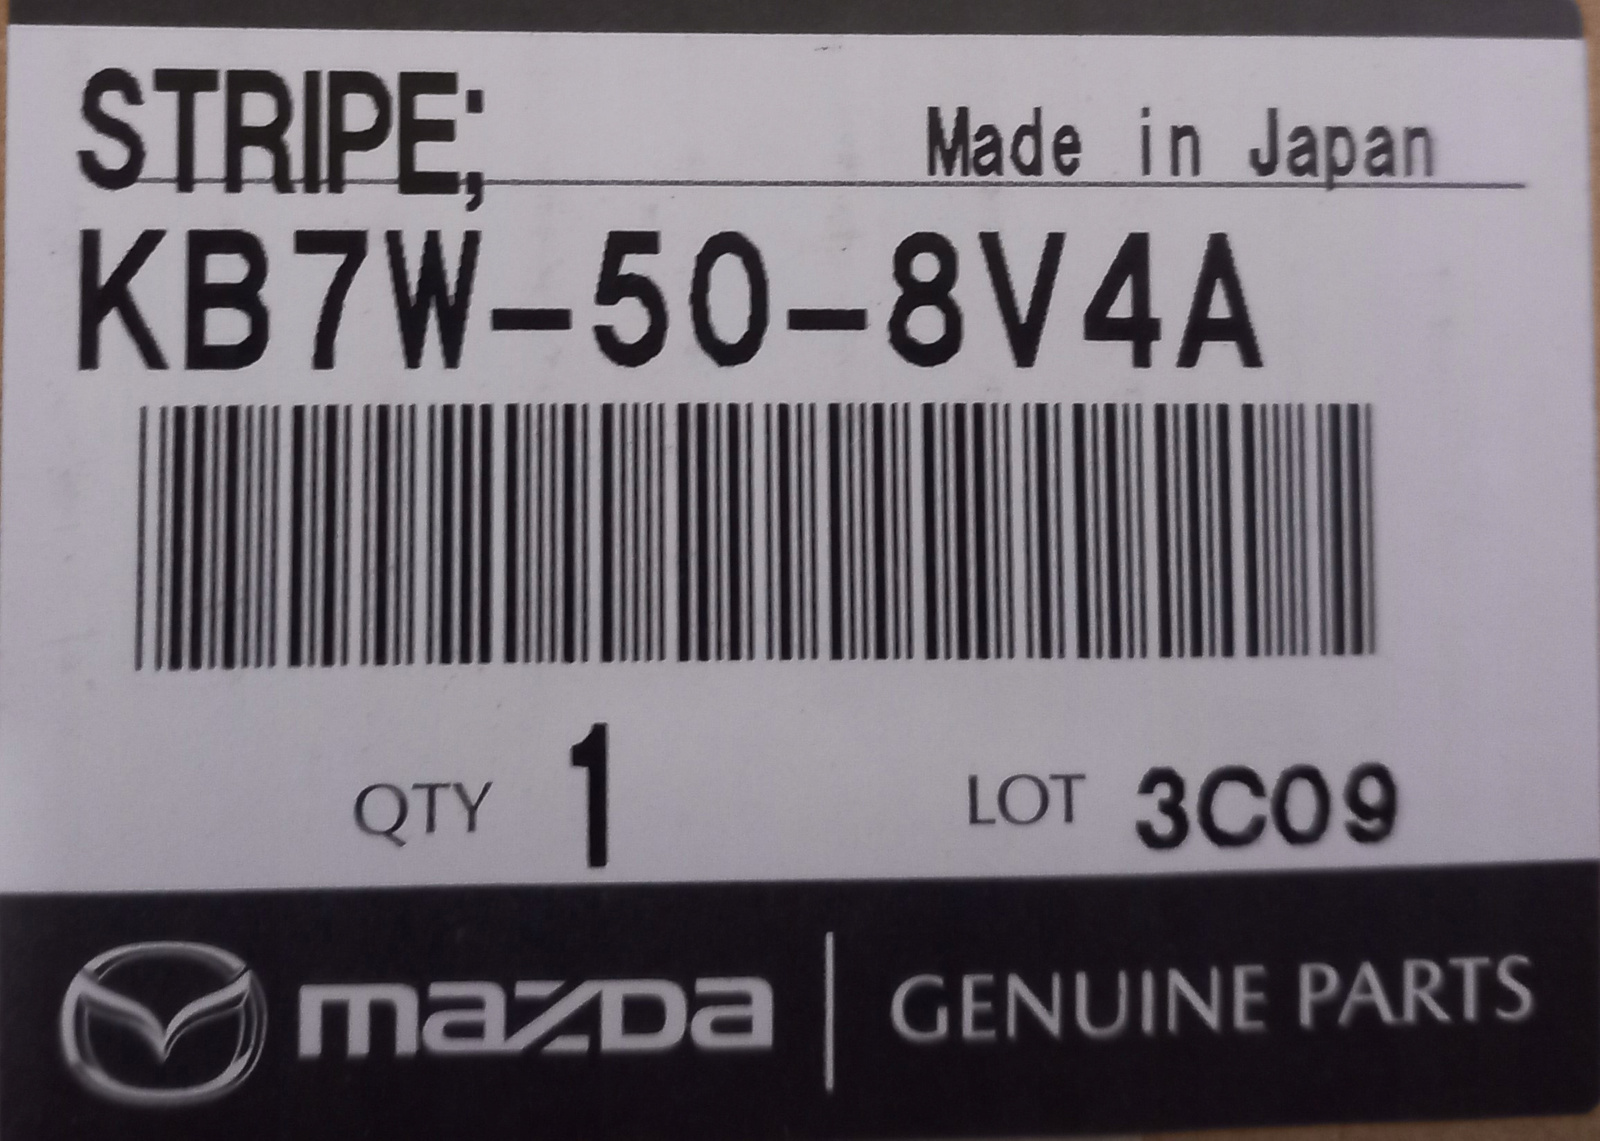 STRIPE; Made in Japan
KB7W-50-8V4A
QTY 1 LOT 3C09
mazda GENUINE PARTS